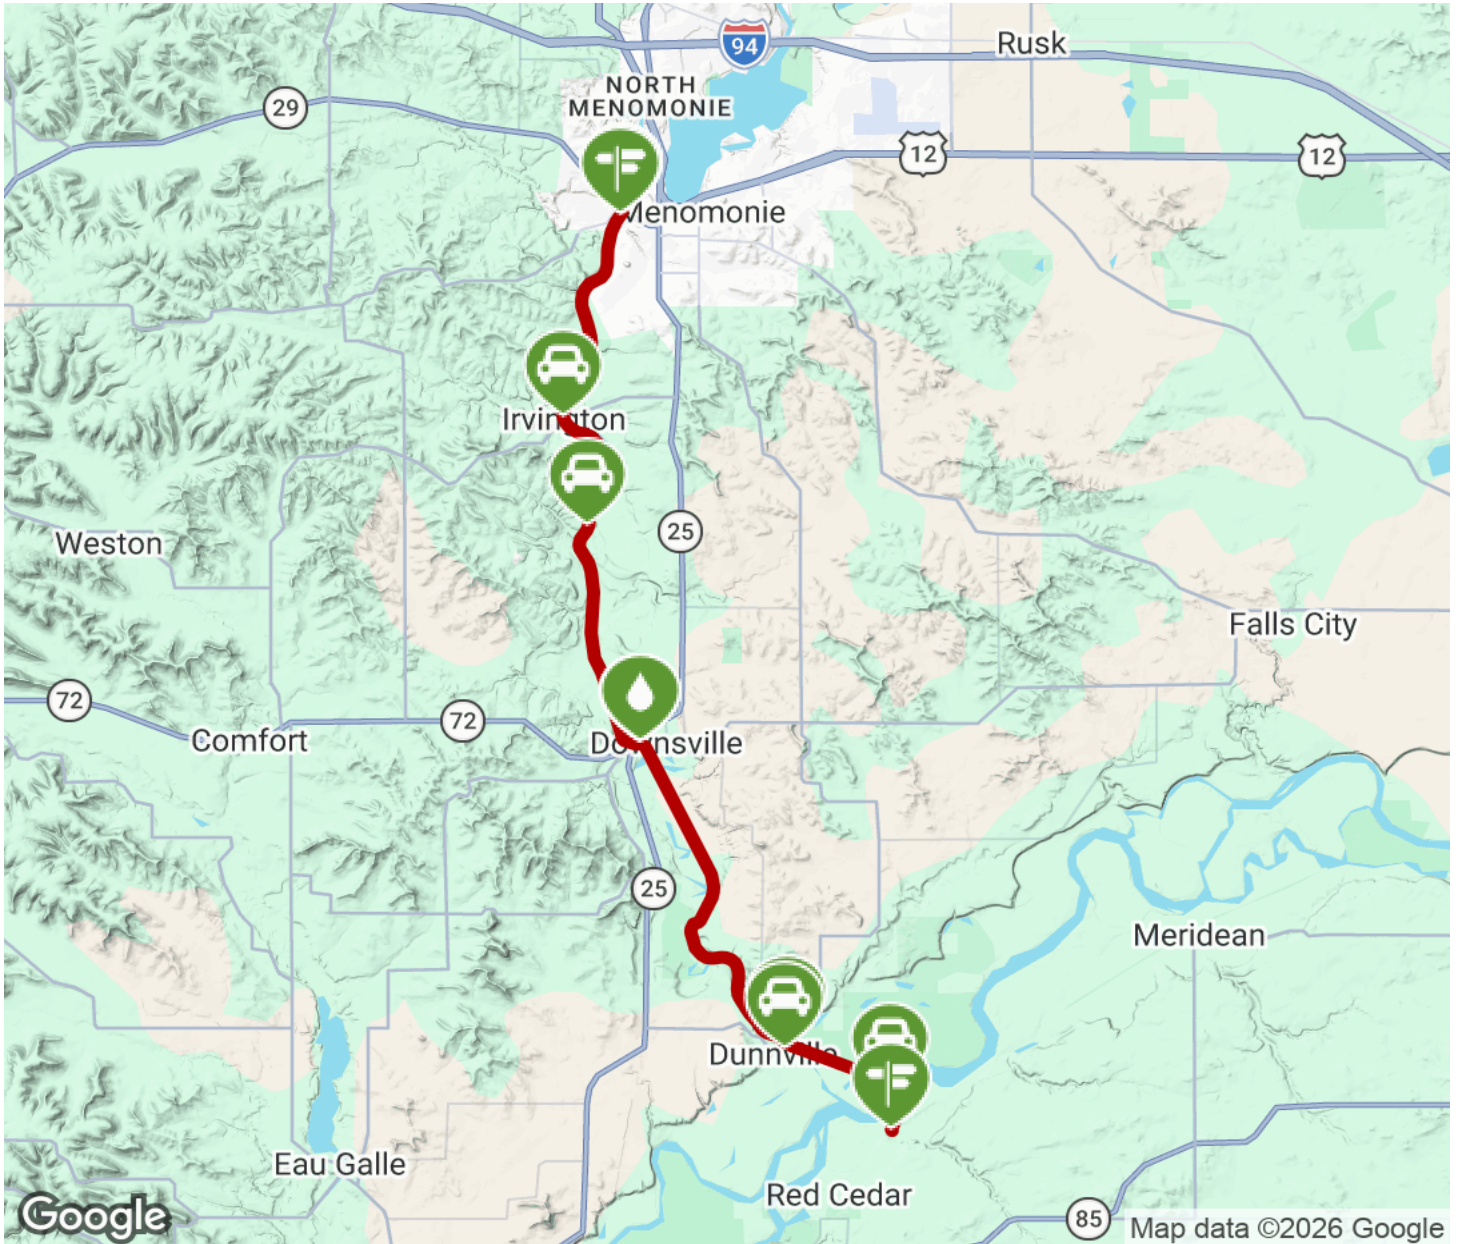 94
Rusk
NORTH
MENOMONIE
29
12
12
Menomonie
Irvington
25
Weston
Falls City
72
72
Comfort
Downsville
25
Meridean
Dunnville
Eau Galle
Red Cedar
85
Google
Map data ©2026 Google